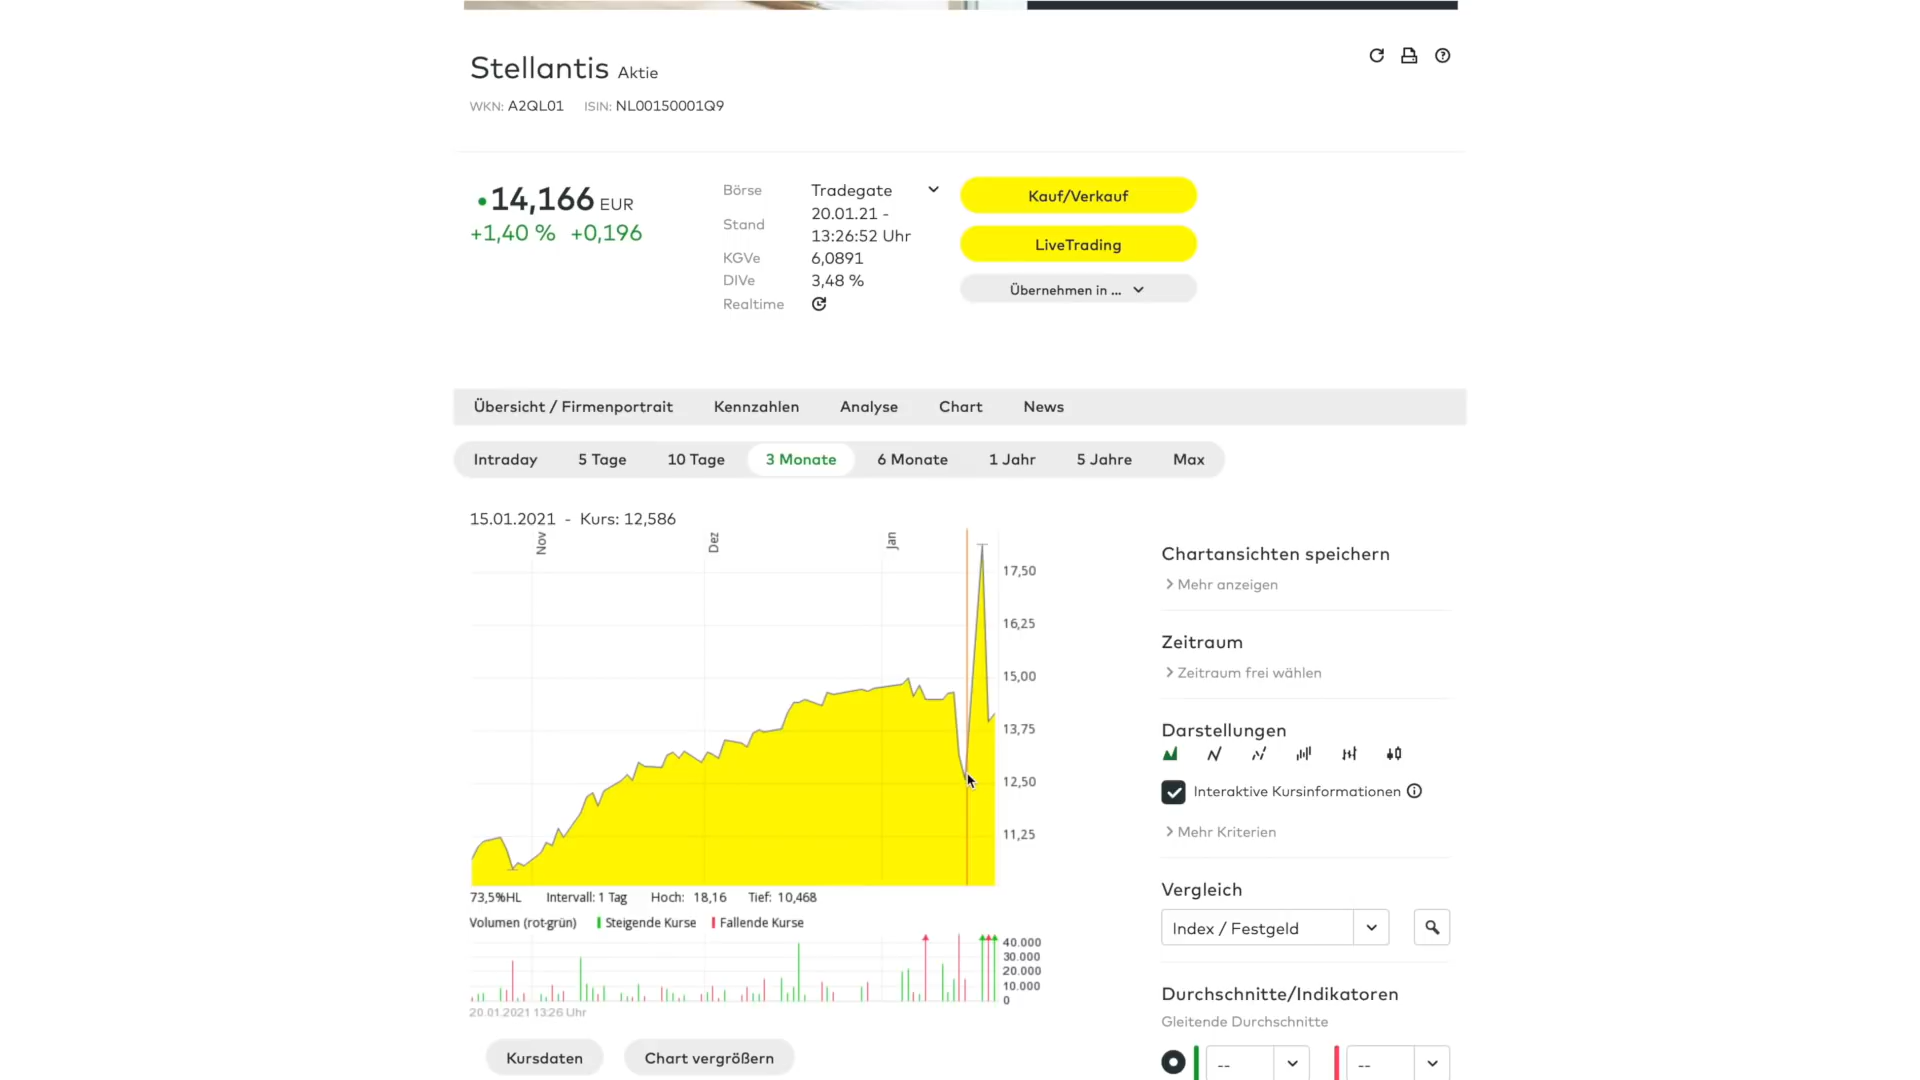 Stellantis Aktie
WKN: A2QL01 ISIN: NL00150001Q9
14,166 EUR
+1,40 % +0,196
Börse Tradegate
Stand 20.01.21 -
13:26:52 Uhr
KGVe 6,0891
DIVe 3,48 %
Realtime
Kauf/Verkauf
LiveTrading
Übernehmen in ...
Übersicht / Firmenportrait Kennzahlen Analyse Chart News
Intraday 5 Tage 10 Tage 3 Monate 6 Monate 1 Jahr 5 Jahre Max
15.01.2021 - Kurs: 12,586
Nov Dez Jan
17,50
16,25
15,00
13,75
12,50
11,25
73,5%HL Intervall: 1 Tag Hoch: 18,16 Tief: 10,468
Volumen (rot-grün) Steigende Kurse Fallende Kurse
40.000
30.000
20.000
10.000
0
20.01.2021 13:26 Uhr
Kursdaten Chart vergrößern
Chartansichten speichern
Mehr anzeigen
Zeitraum
Zeitraum frei wählen
Darstellungen
Interaktive Kursinformationen
Mehr Kriterien
Vergleich
Index / Festgeld
Durchschnitte/Indikatoren
Gleitende Durchschnitte
-- --